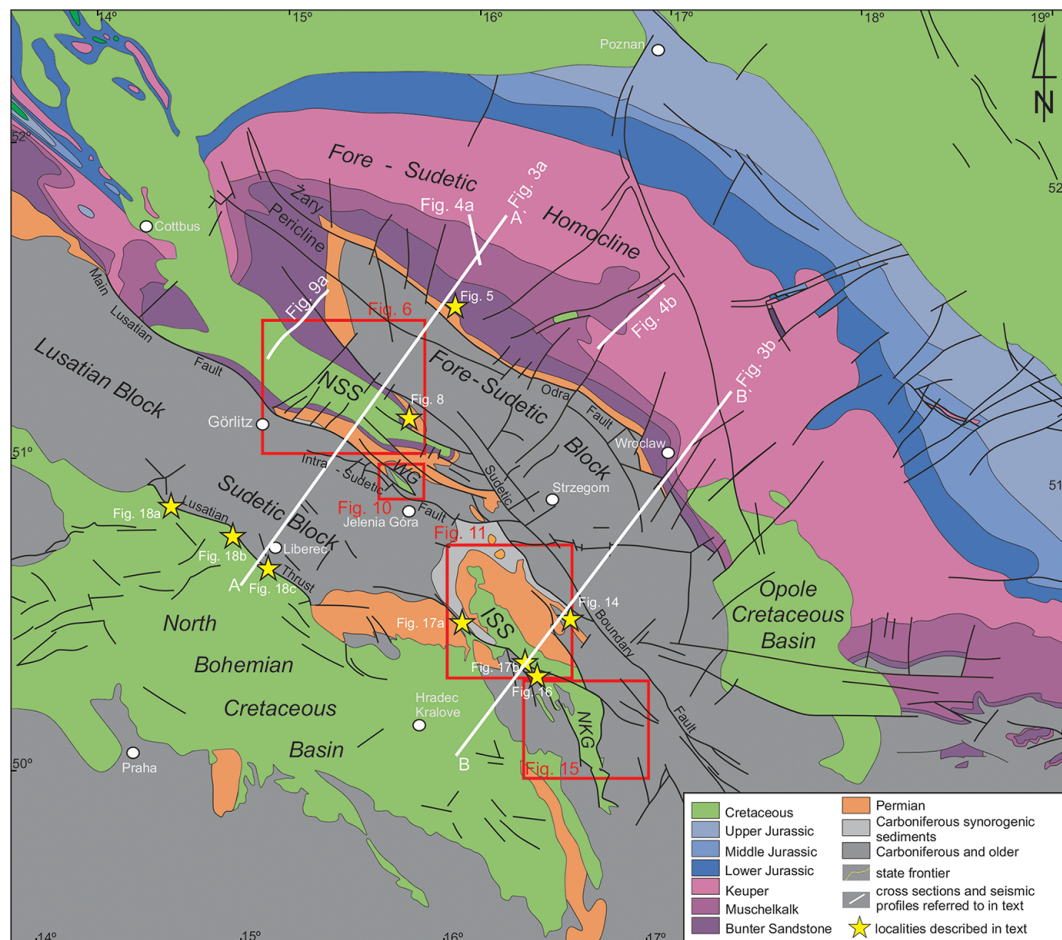 14°
15°
16°
17°
18°
19°
Poznan
N
52°
52
Fore - Sudetic
Homocline
Fig. 3a
A'
Fig. 4a
Żary
Pericline
Cottbus
Main
Lusatian
Fault
Fig. 9a
Fig. 6
Fig. 5
Fig. 4b
Fig. 3b
B'
Lusatian Block
NSS
Fig. 8
Fore-Sudetic
Block
Odra
Fault
Görlitz
Wroclaw
51°
51
Intra
- Sudetic
Fault
WG
Fig. 10
Jelenia Góra
Sudetic
Strzegom
Sudetic Block
Fig. 18a
Lusatian
Fig. 18b
Liberec
A
Fig. 18c
Thrust
Fig. 11
ISS
Fig. 14
Boundary
Fault
Opole
Cretaceous
Basin
Fig. 17a
North
Bohemian
Cretaceous
Basin
Fig. 17b
Fig. 16
Hradec
Kralove
NKG
B
Fig. 15
50°
Praha
14°
15°
16°
17°
Cretaceous
Upper Jurassic
Middle Jurassic
Lower Jurassic
Keuper
Muschelkalk
Bunter Sandstone
Permian
Carboniferous synorogenic
sediments
Carboniferous and older
state frontier
cross sections and seismic
profiles referred to in text
localities described in text